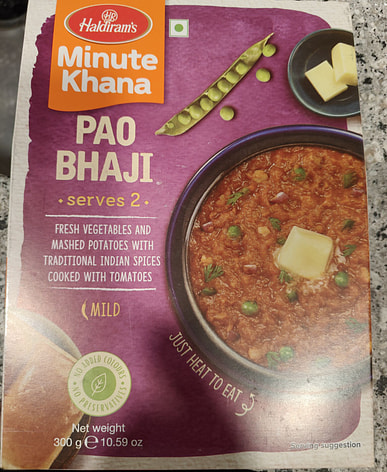 Haldiram's
Minute
Khana
PAO
BHAJI
serves 2
FRESH VEGETABLES AND
MASHED POTATOES WITH
TRADITIONAL INDIAN SPICES
COOKED WITH TOMATOES
MILD
JUST HEAT TO EAT
NO ADDED COLOURS
NO PRESERVATIVES
Net weight
300 g ℮ 10.59 oz
Serving suggestion